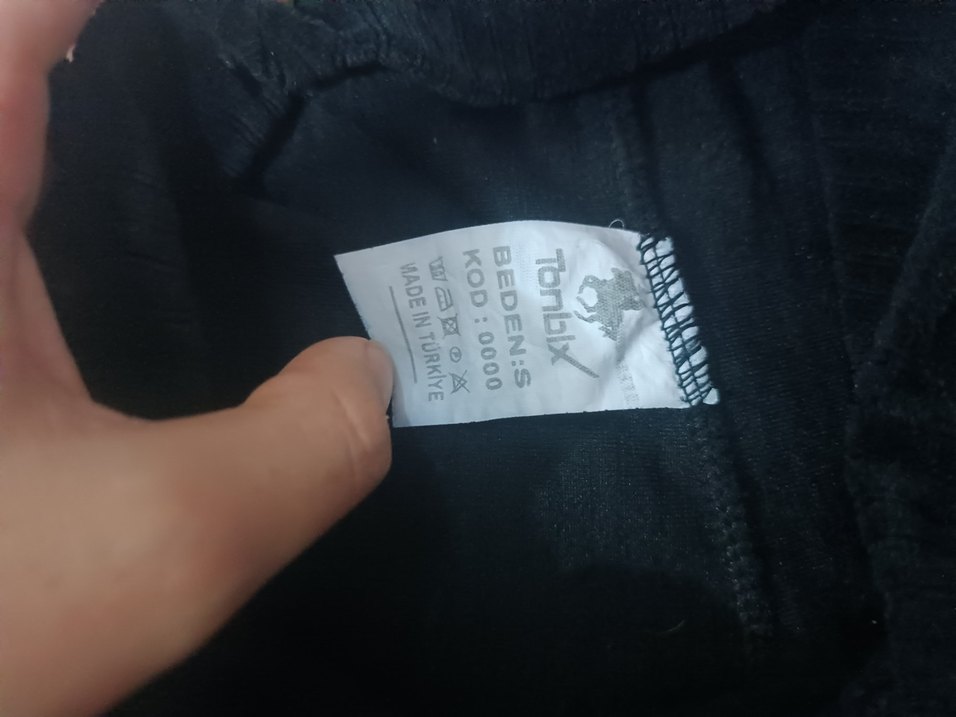 Tonbix
BEDEN:S
KOD : 0000
MADE IN TÜRKİYE